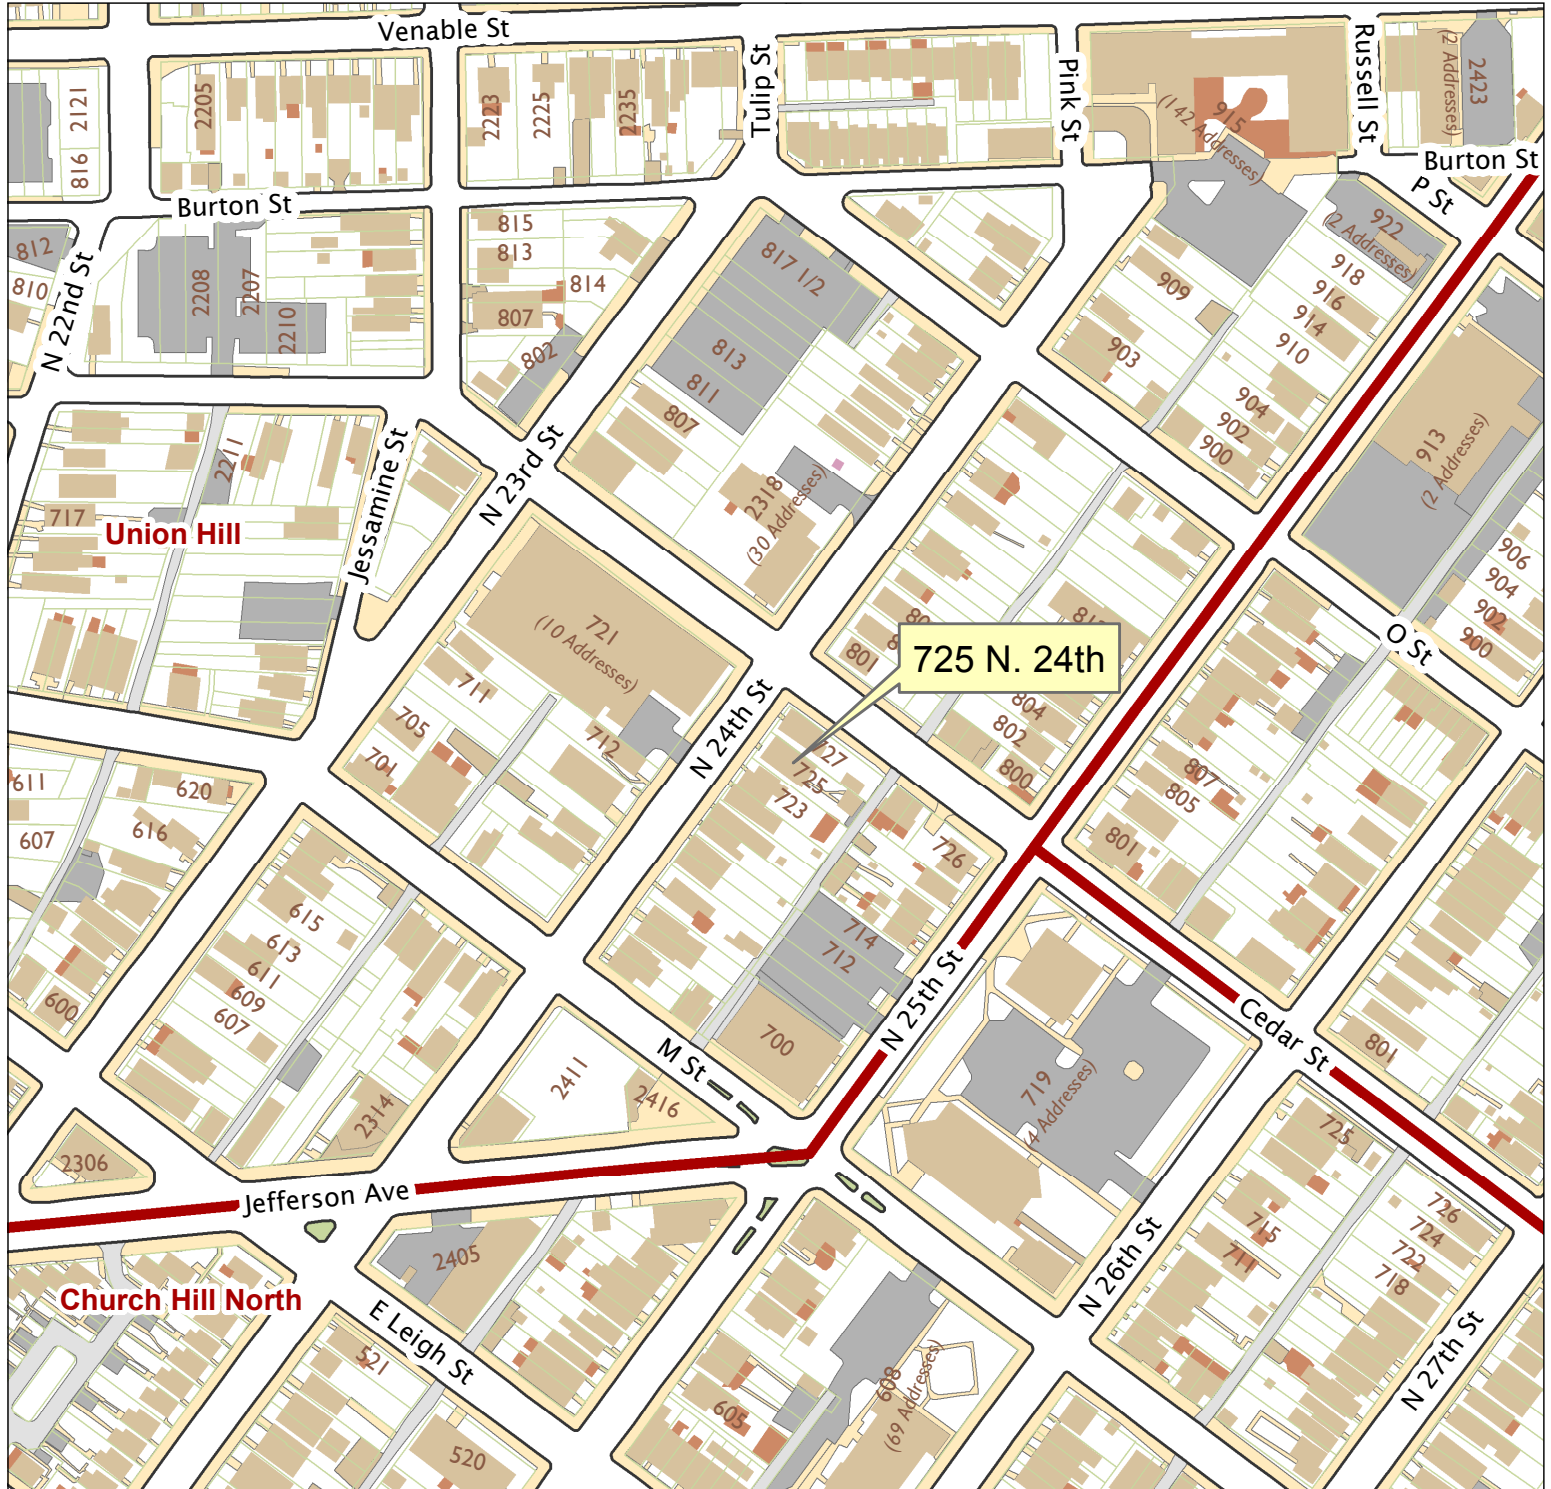 Venable St
Tulip St
Pink St
Russell St
2121
816
2205
2223
2225
2235
915
(142 Addresses)
(2 Addresses)
2423
Burton St
P St
Burton St
812
810
N 22nd St
2208
2207
2210
815
813
814
807
802
817 1/2
813
811
807
909
903
922
(2 Addresses)
918
916
914
910
904
902
900
913
(2 Addresses)
2211
717
Union Hill
Jessamine St
N 23rd St
2318
(30 Addresses)
906
904
902
900
O St
721
(10 Addresses)
711
705
701
712
801
725 N. 24th
804
802
800
N 24th St
727
725
723
726
807
805
801
611
607
620
616
600
615
613
611
609
607
714
712
700
N 25th St
Cedar St
801
M St
2411
2416
2314
2306
719
(4 Addresses)
725
726
724
722
718
715
711
Jefferson Ave
2405
Church Hill North
E Leigh St
521
520
605
608
(69 Addresses)
N 26th St
N 27th St